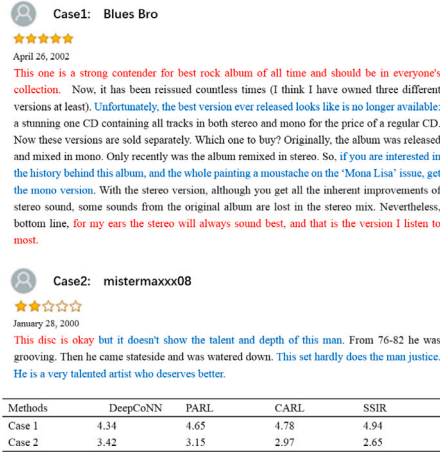 Case1: Blues Bro
April 26, 2002
This one is a strong contender for best rock album of all time and should be in everyone's
collection. Now, it has been reissued countless times (I think I have owned three different
versions at least). Unfortunately, the best version ever released looks like is no longer available:
a stunning one CD containing all tracks in both stereo and mono for the price of a regular CD.
Now these versions are sold separately. Which one to buy? Originally, the album was released
and mixed in mono. Only recently was the album remixed in stereo. So, if you are interested in
the history behind this album, and the whole painting a moustache on the ‘Mona Lisa’ issue, get
the mono version. With the stereo version, although you get all the inherent improvements of
stereo sound, some sounds from the original album are lost in the stereo mix. Nevertheless,
bottom line, for my ears the stereo will always sound best, and that is the version I listen to
most.
Case2: mistermaxxx08
January 28, 2000
This disc is okay but it doesn't show the talent and depth of this man. From 76-82 he was
grooving. Then he came stateside and was watered down. This set hardly does the man justice.
He is a very talented artist who deserves better.
Methods DeepCoNN PARL CARL SSIR
Case 1 4.34 4.65 4.78 4.94
Case 2 3.42 3.15 2.97 2.65